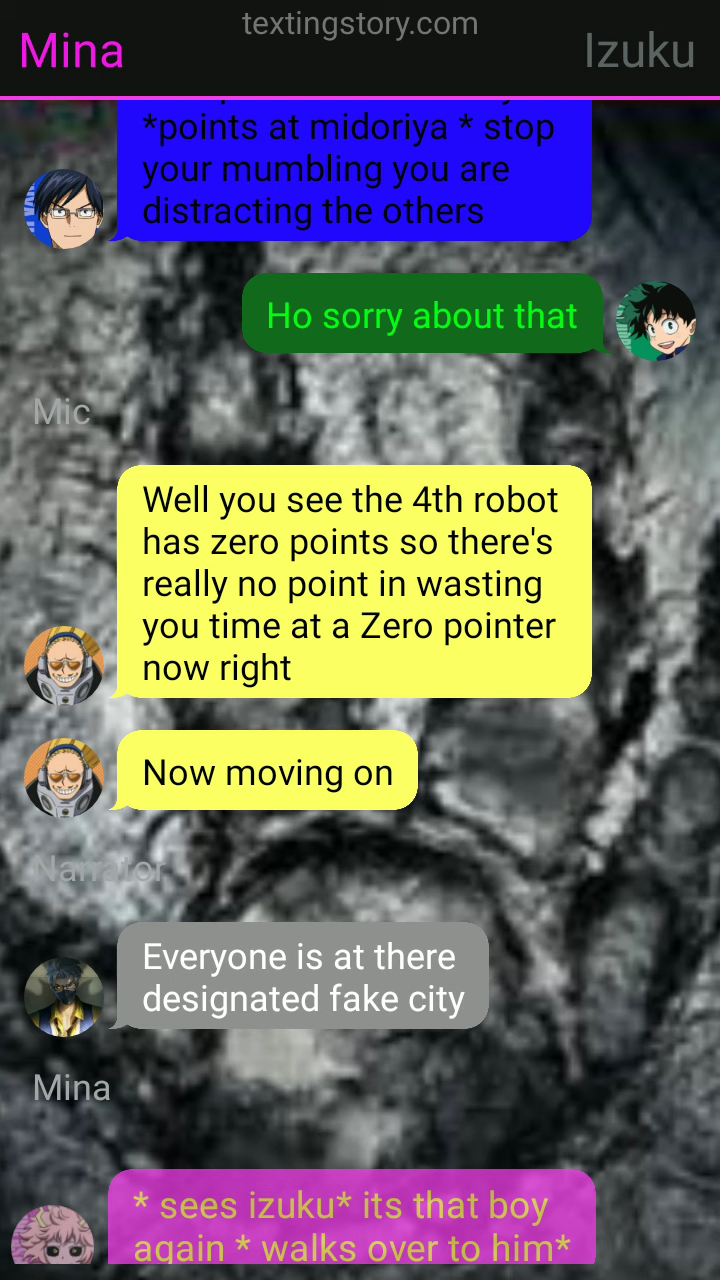 textingstory.com
Mina
Izuku
*points at midoriya * stop
your mumbling you are
distracting the others
Ho sorry about that
Mic
Well you see the 4th robot
has zero points so there's
really no point in wasting
you time at a Zero pointer
now right
Now moving on
Narrator
Everyone is at there
designated fake city
Mina
* sees izuku* its that boy
again * walks over to him*